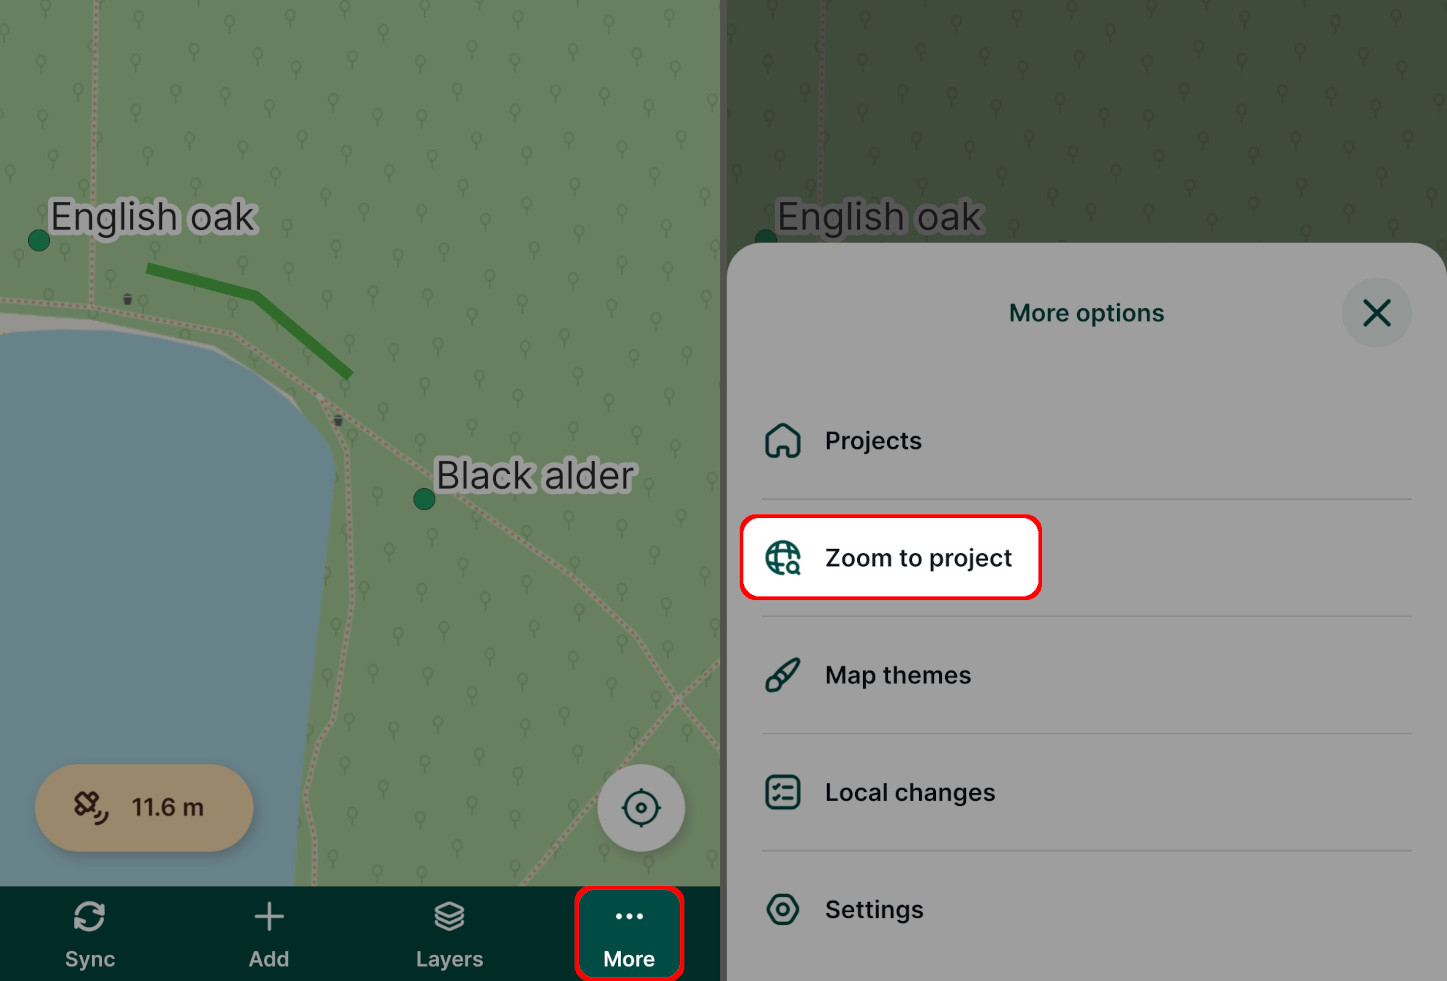 English oak
Black alder
11.6 m
Sync
Add
Layers
More
English oak
More options
Projects
Zoom to project
Map themes
Local changes
Settings